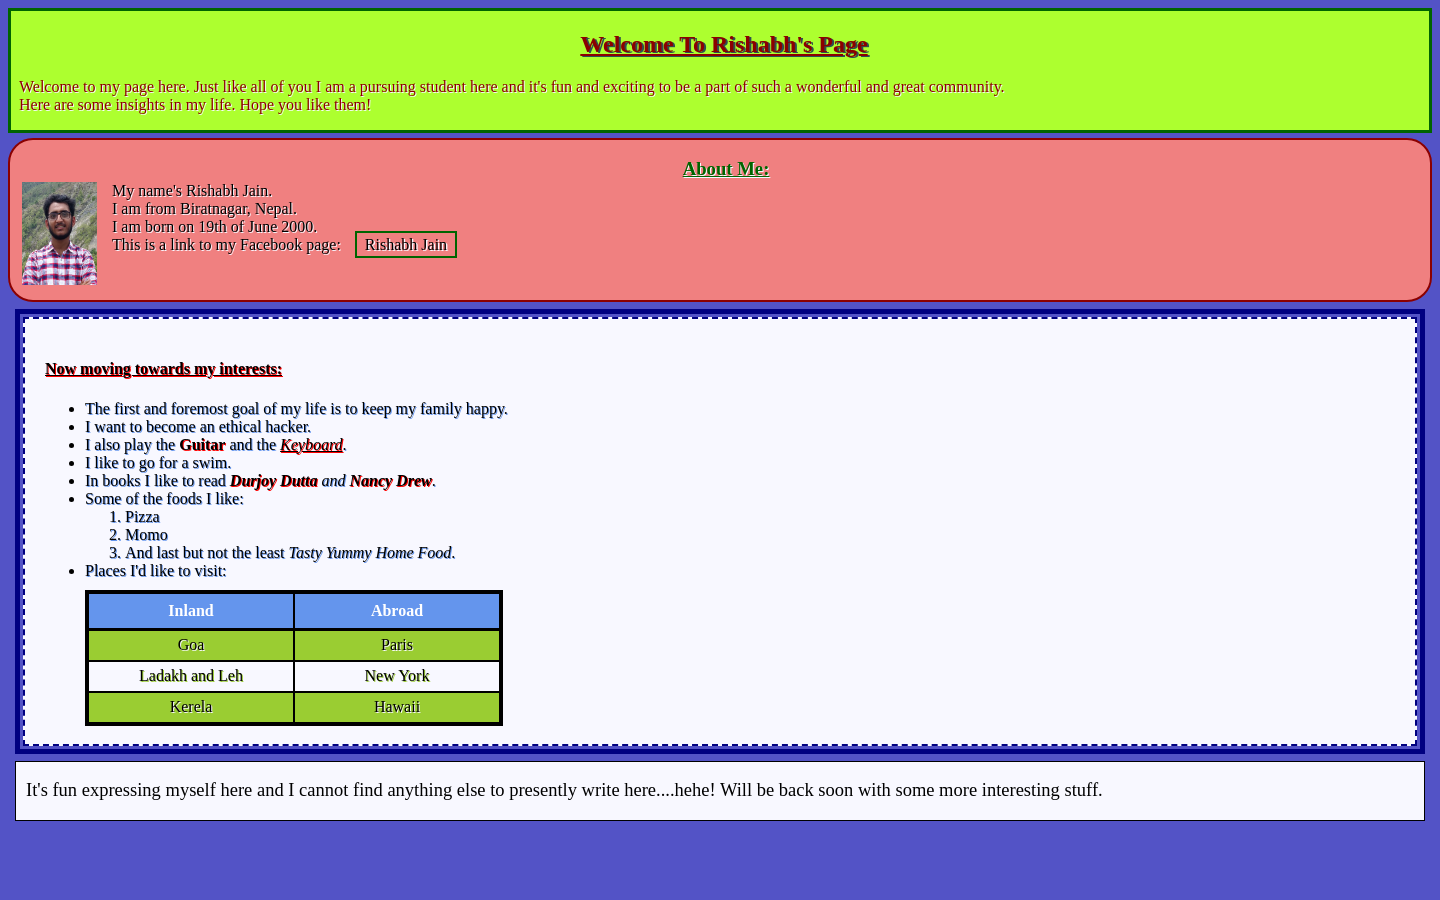 Welcome To Rishabh's Page
Welcome to my page here. Just like all of you I am a pursuing student here and it's fun and exciting to be a part of such a wonderful and great community.
Here are some insights in my life. Hope you like them!
About Me:
My name's Rishabh Jain.
I am from Biratnagar, Nepal.
I am born on 19th of June 2000.
This is a link to my Facebook page: Rishabh Jain
Now moving towards my interests:
The first and foremost goal of my life is to keep my family happy.
I want to become an ethical hacker.
I also play the Guitar and the Keyboard.
I like to go for a swim.
In books I like to read Durjoy Dutta and Nancy Drew.
Some of the foods I like:
1. Pizza
2. Momo
3. And last but not the least Tasty Yummy Home Food.
Places I'd like to visit:
Inland Abroad
Goa Paris
Ladakh and Leh New York
Kerela Hawaii
It's fun expressing myself here and I cannot find anything else to presently write here....hehe! Will be back soon with some more interesting stuff.